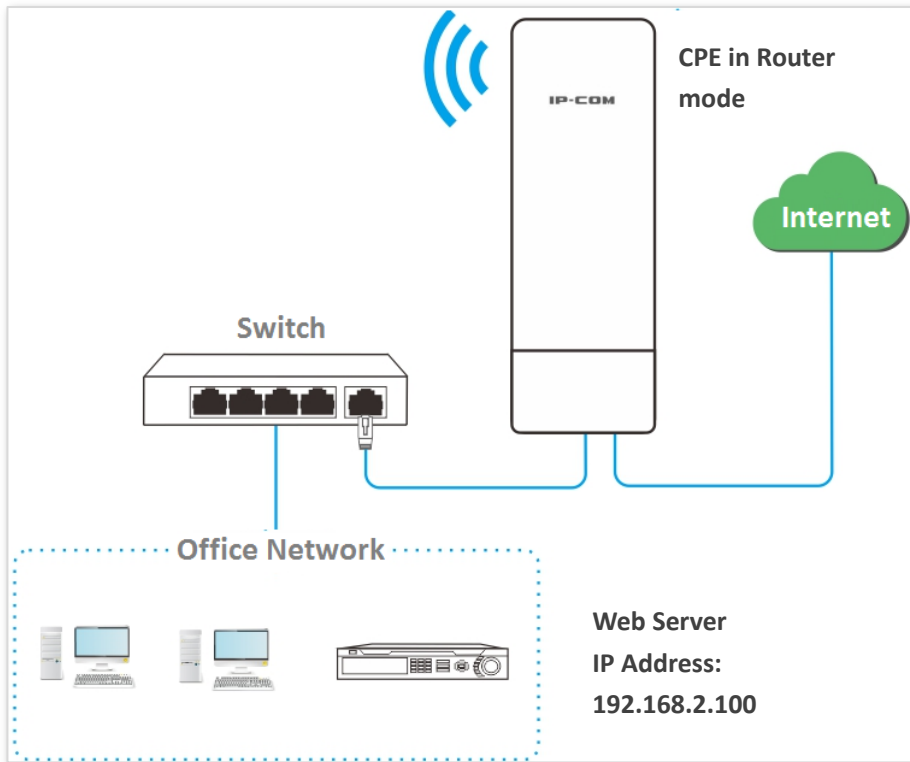 CPE in Router
mode
IP-COM
Internet
Switch
Office Network
Web Server
IP Address:
192.168.2.100